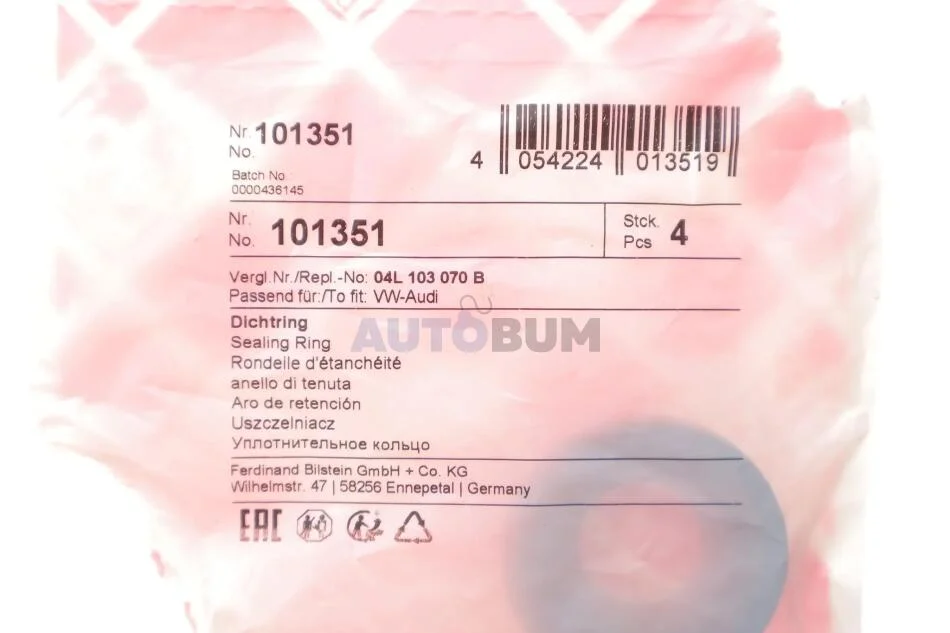 Nr. 101351
No.
Batch No
0000436145
4 054224 013519
Nr.
No. 101351
Stck.
Pcs 4
Vergl.Nr./Repl.-No: 04L 103 070 B
Passend für:/To fit: VW-Audi
Dichtring
Sealing Ring
Rondelle d'étanchéité
anello di tenuta
Aro de retención
Uszczelniacz
Уплотнительное кольцо
AUTOBUM
Ferdinand Bilstein GmbH + Co. KG
Wilhelmstr. 47 | 58256 Ennepetal | Germany
EAC